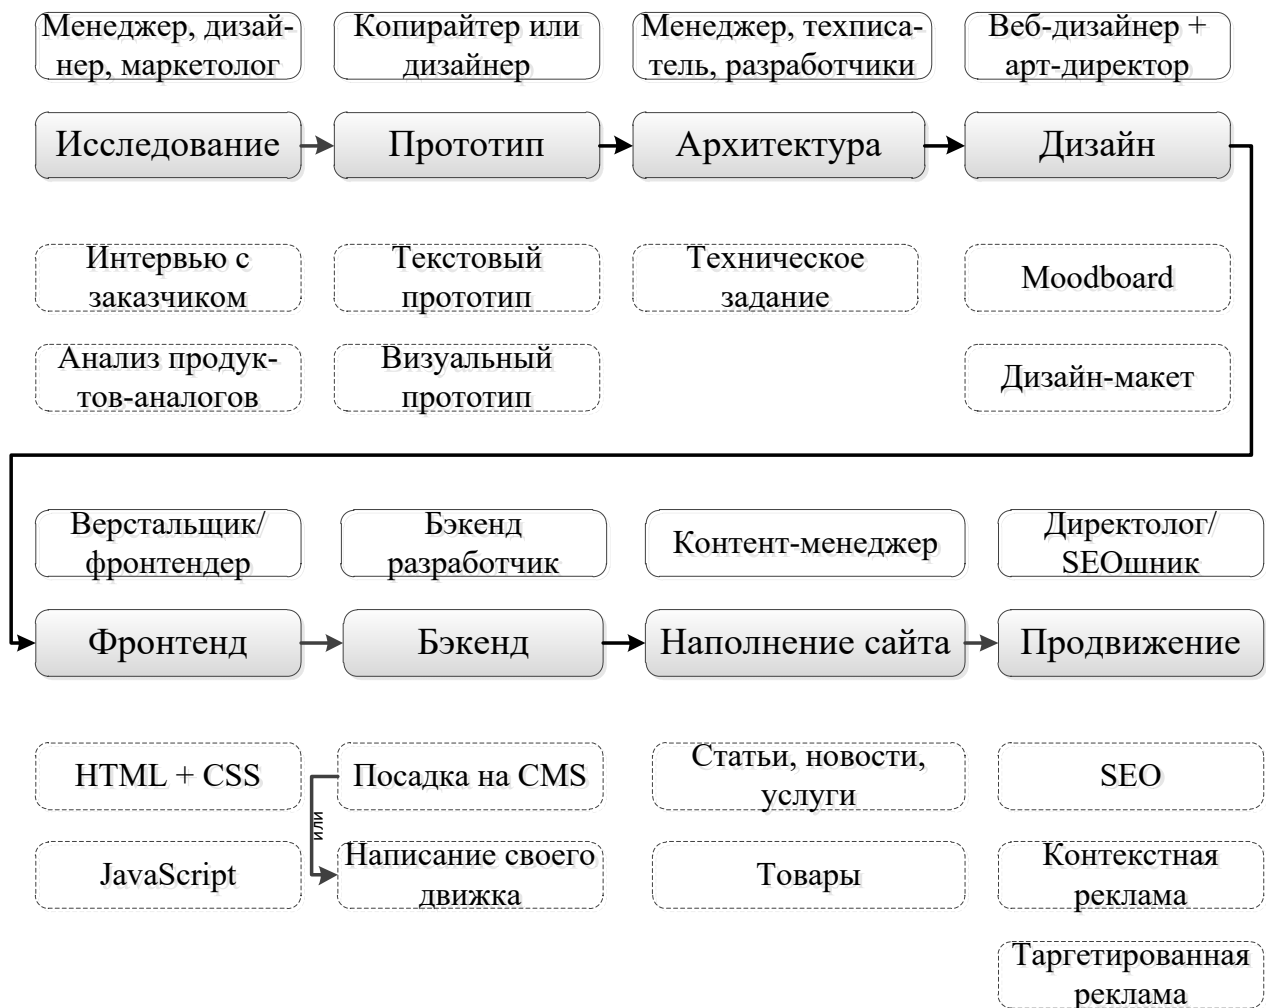 Менеджер, дизай-
нер, маркетолог
Копирайтер или
дизайнер
Менеджер, техписа-
тель, разработчики
Веб-дизайнер +
арт-директор
Исследование
Прототип
Архитектура
Дизайн
Интервью с
заказчиком
Текстовый
прототип
Техническое
задание
Moodboard
Анализ продук-
тов-аналогов
Визуальный
прототип
Дизайн-макет
Верстальщик/
фронтендер
Бэкенд
разработчик
Контент-менеджер
Директолог/
SEOшник
Фронтенд
Бэкенд
Наполнение сайта
Продвижение
HTML + CSS
Посадка на CMS
Статьи, новости,
услуги
SEO
или
JavaScript
Написание своего
движка
Товары
Контекстная
реклама
Таргетированная
реклама